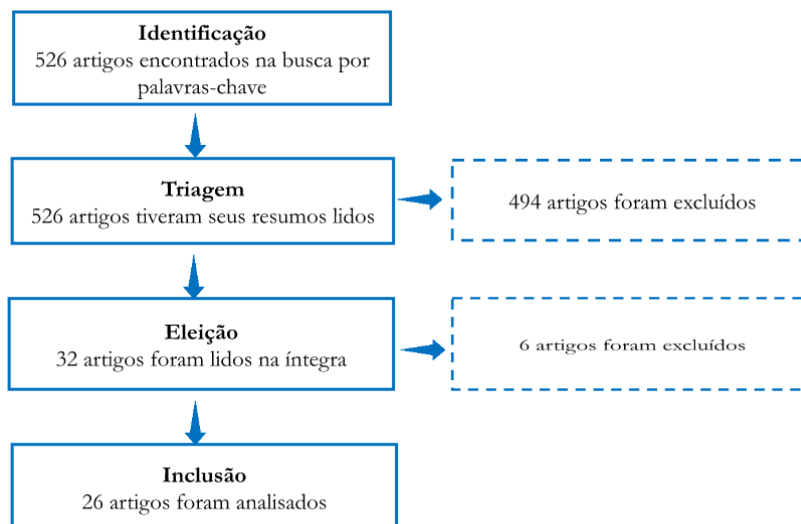 Identificação
526 artigos encontrados na busca por
palavras-chave
Triagem
526 artigos tiveram seus resumos lidos
494 artigos foram excluídos
Eleição
32 artigos foram lidos na íntegra
6 artigos foram excluídos
Inclusão
26 artigos foram analisados